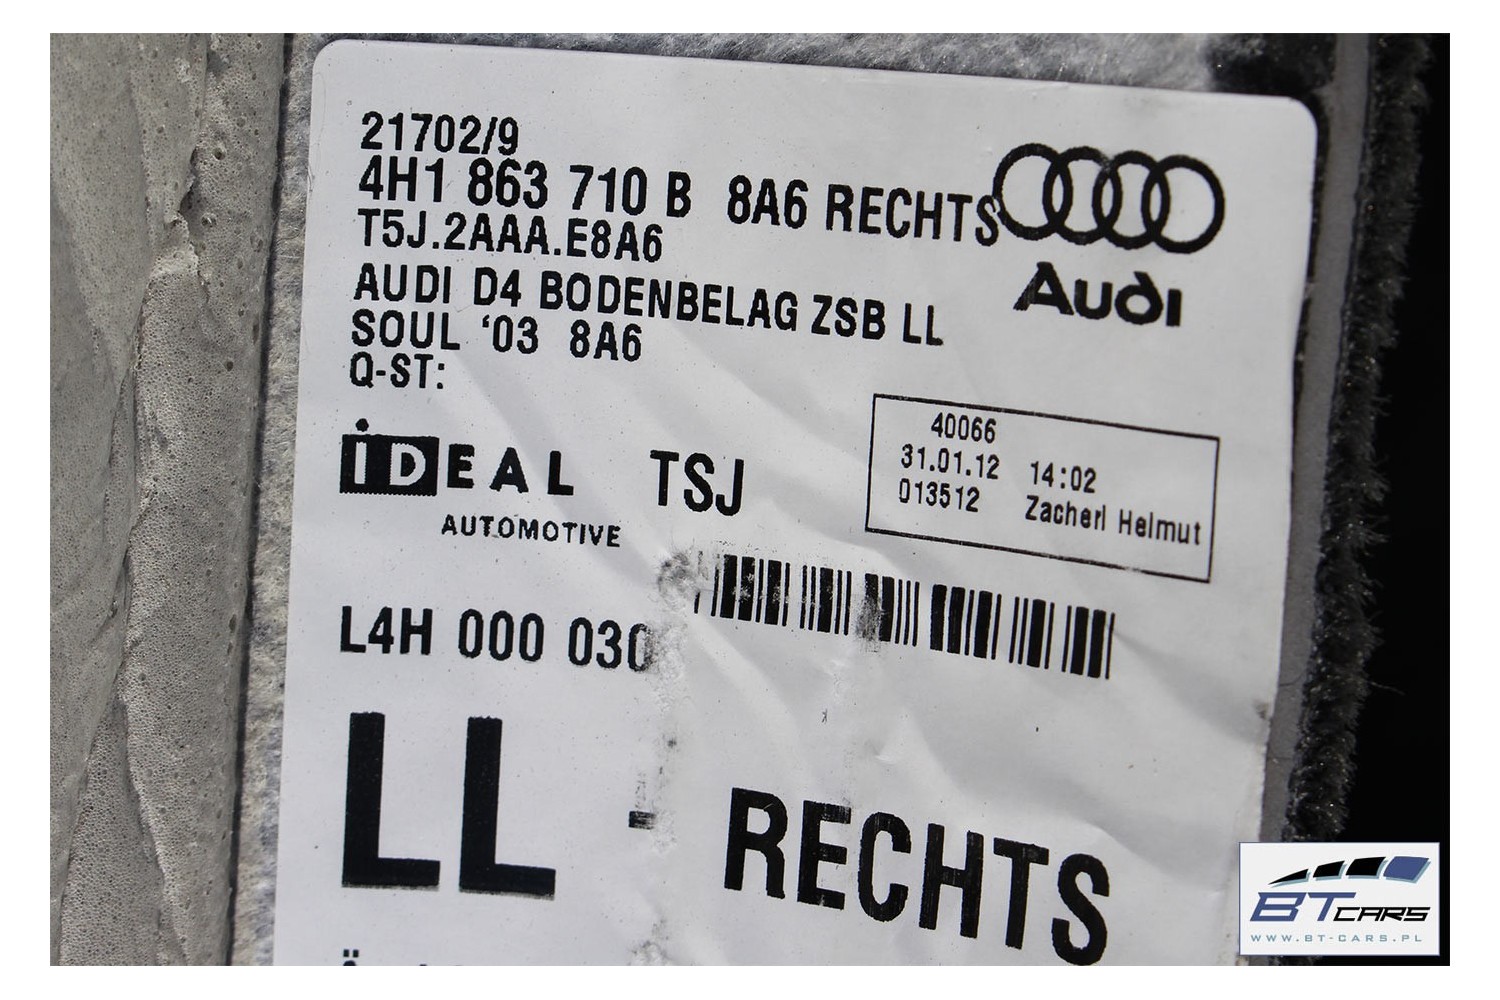 21702/9
4H1 863 710 B 8A6 RECHTS
T5J.2AAA.E8A6
AUDI D4 BODENBELAG ZSB LL
SOUL '03 8A6
Q-ST:
Audi
40066
31.01.12 14:02
013512 Zacherl Helmut
iDEAL TSJ
AUTOMOTIVE
L4H 000 030
LL - RECHTS
BT CARS
WWW.BT-CARS.PL